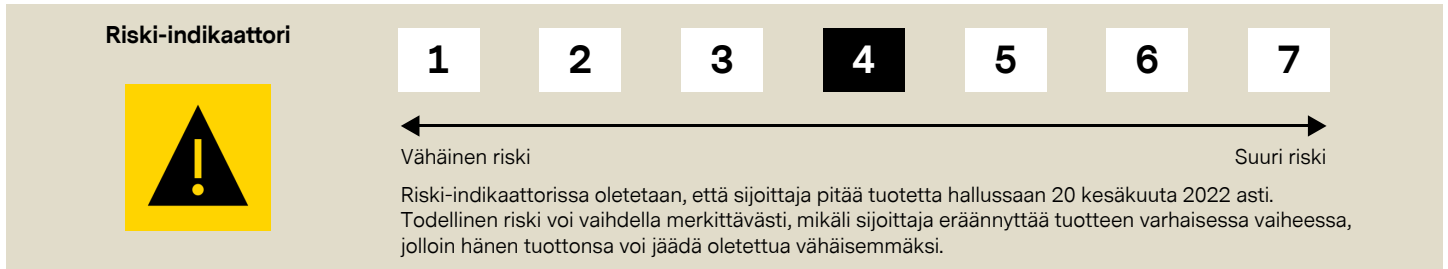 Riski-indikaattori
1 2 3 4 5 6 7
Vähäinen riski Suuri riski
Riski-indikaattorissa oletetaan, että sijoittaja pitää tuotetta hallussaan 20 kesäkuuta 2022 asti.
Todellinen riski voi vaihdella merkittävästi, mikäli sijoittaja eräännyttää tuotteen varhaisessa vaiheessa,
jolloin hänen tuottonsa voi jäädä oletettua vähäisemmäksi.